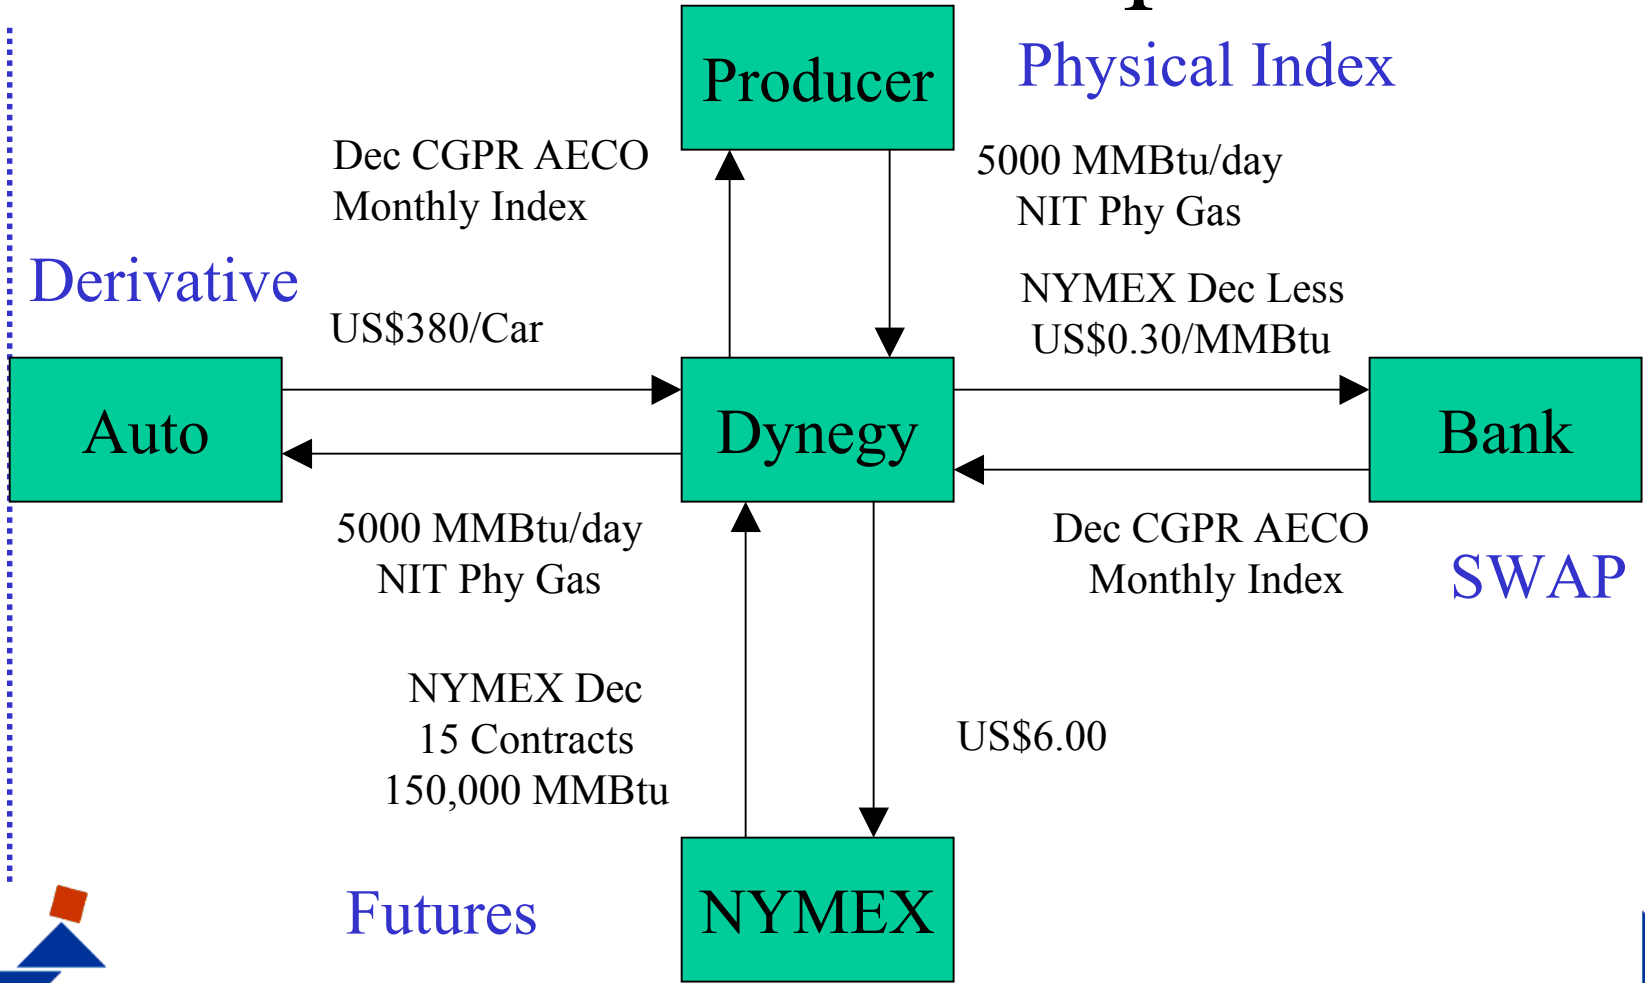 Producer
Physical Index
Dec CGPR AECO
Monthly Index
5000 MMBtu/day
NIT Phy Gas
Derivative
US$380/Car
NYMEX Dec Less
US$0.30/MMBtu
Auto
Dynegy
Bank
5000 MMBtu/day
NIT Phy Gas
Dec CGPR AECO
Monthly Index
SWAP
NYMEX Dec
15 Contracts
150,000 MMBtu
US$6.00
Futures
NYMEX